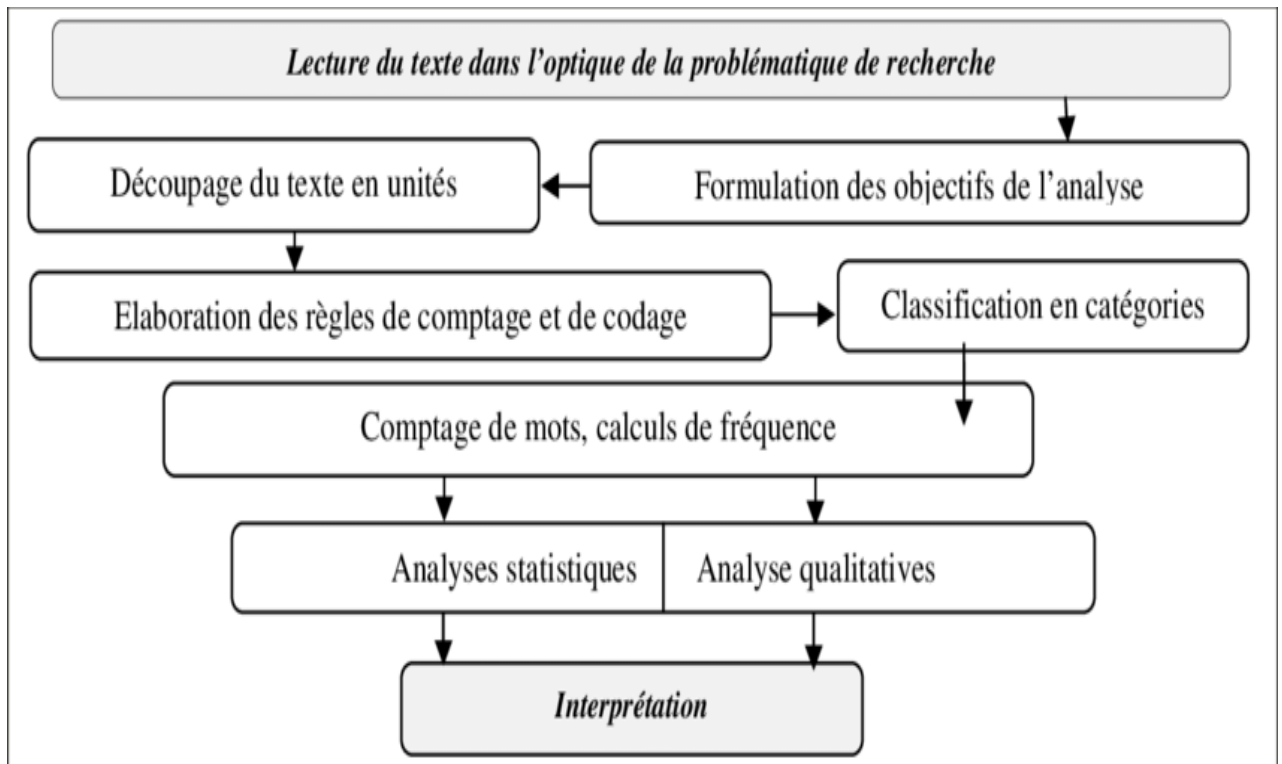 Lecture du texte dans l’optique de la problématique de recherche
Formulation des objectifs de l’analyse
Découpage du texte en unités
Elaboration des règles de comptage et de codage
Classification en catégories
Comptage de mots, calculs de fréquence
Analyses statistiques
Analyse qualitatives
Interprétation